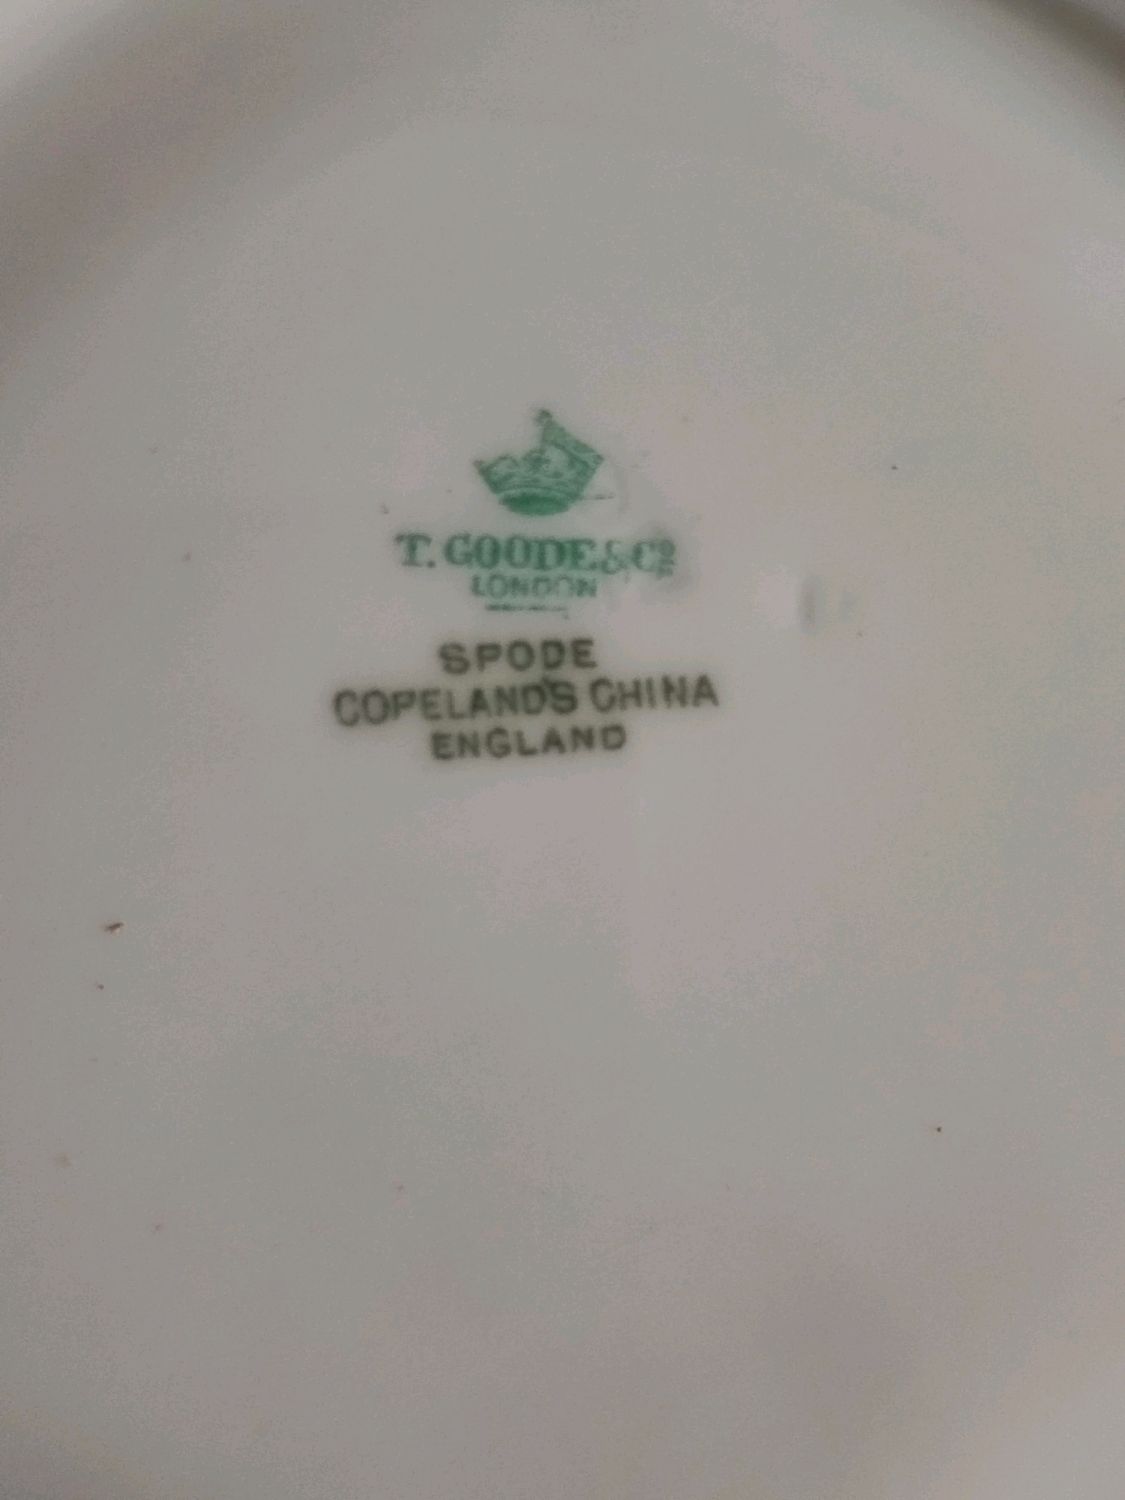 T. GOODE & Co
LONDON
SPODE
COPELAND'S CHINA
ENGLAND